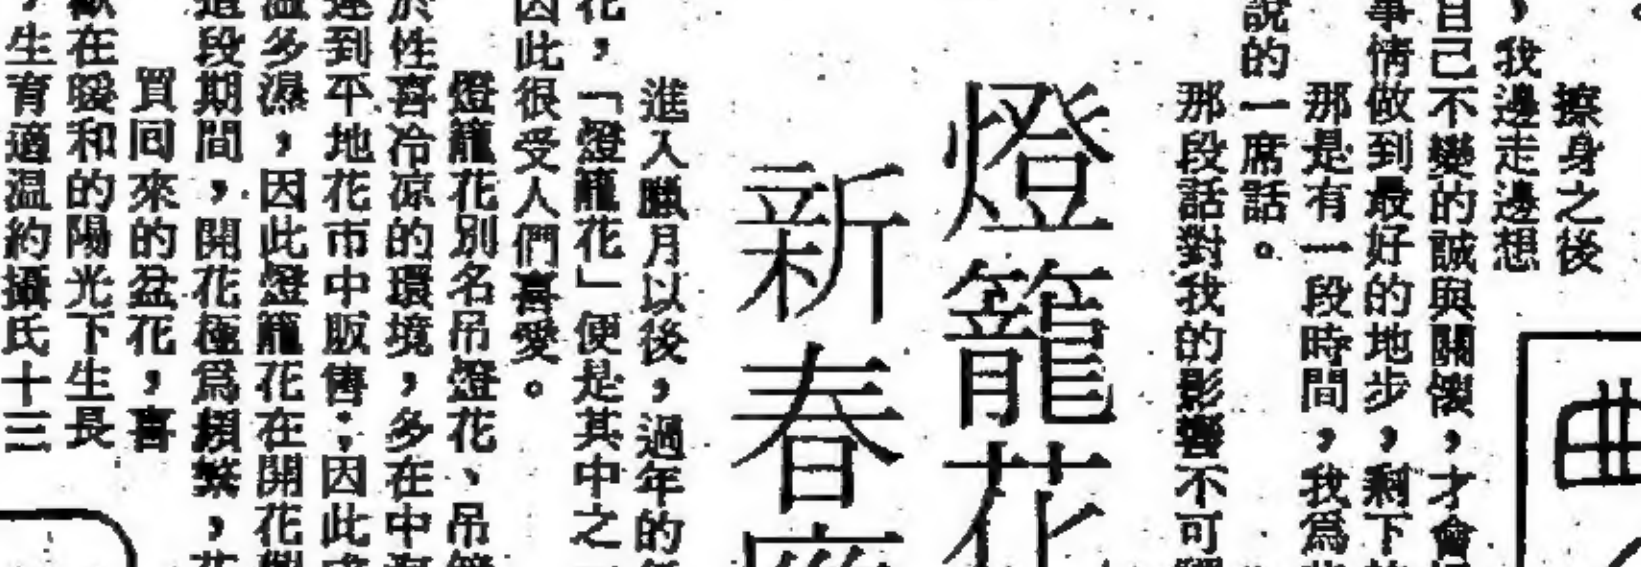 擦身之後
，我邊走邊想
自己不變的誠與關懷，才會
事情做到最好的地步，剩下
那是有一段時間，我爲
說的一席話。
那段話對我的影響不可
燈籠花
新春
進入臘月以後，過年的
花，「燈籠花」便是其中之一
因此很受人們喜愛。
燈籠花別名吊燈花、吊
於性喜冷涼的環境，多在中
運到平地花市中販售；因此
溫多濕，因此燈籠花在開花
這段期間，開花極爲頻繁，花
買回來的盆花，喜
歡在暖和的陽光下生長
，生育適溫約攝氏十三